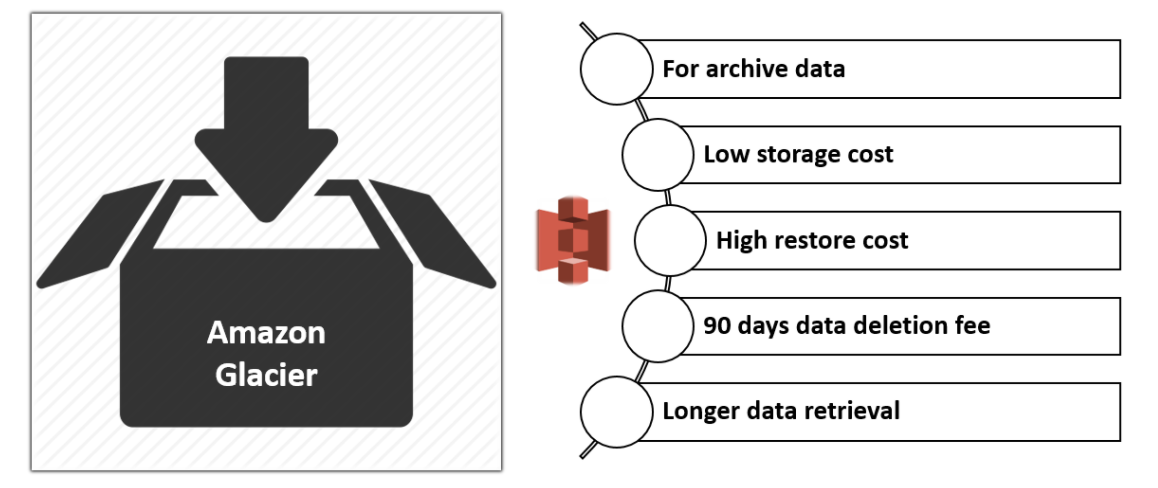 Amazon
Glacier
For archive data
Low storage cost
High restore cost
90 days data deletion fee
Longer data retrieval